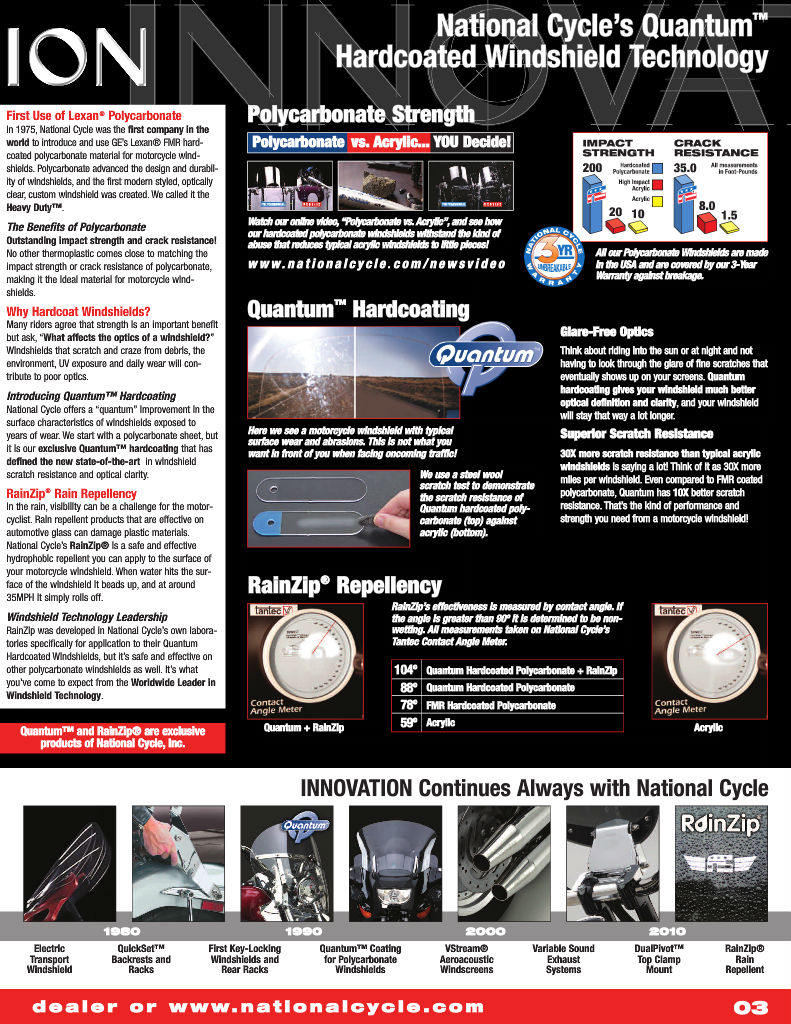 ION
INNOVAT
National Cycle's Quantum™
Hardcoated Windshield Technology
First Use of Lexan® Polycarbonate
In 1975, National Cycle was the first company in the
world to introduce and use GE's Lexan® FMR hard-
coated polycarbonate material for motorcycle wind-
shields. Polycarbonate advanced the design and durabil-
ity of windshields, and the first modern styled, optically
clear, custom windshield was created. We called it the
Heavy Duty™.
The Benefits of Polycarbonate
Outstanding impact strength and crack resistance!
No other thermoplastic comes close to matching the
impact strength or crack resistance of polycarbonate,
making it the ideal material for motorcycle wind-
shields.
Why Hardcoat Windshields?
Many riders agree that strength is an important benefit
but ask, "What affects the optics of a windshield?"
Windshields that scratch and craze from debris, the
environment, UV exposure and daily wear will con-
tribute to poor optics.
Introducing Quantum™ Hardcoating
National Cycle offers a "quantum" improvement in the
surface characteristics of windshields exposed to
years of wear. We start with a polycarbonate sheet, but
it is our exclusive Quantum™ hardcoating that has
defined the new state-of-the-art in windshield
scratch resistance and optical clarity.
RainZip® Rain Repellency
In the rain, visibility can be a challenge for the motor-
cyclist. Rain repellent products that are effective on
automotive glass can damage plastic materials.
National Cycle's RainZip® is a safe and effective
hydrophobic repellent you can apply to the surface of
your motorcycle windshield. When water hits the sur-
face of the windshield it beads up, and at around
35MPH it simply rolls off.
Windshield Technology Leadership
RainZip was developed in National Cycle's own labora-
tories specifically for application to their Quantum
Hardcoated Windshields, but it's safe and effective on
other polycarbonate windshields as well. It's what
you've come to expect from the Worldwide Leader in
Windshield Technology.
Quantum™ and RainZip® are exclusive
products of National Cycle, Inc.
Polycarbonate Strength
Polycarbonate vs. Acrylic... YOU Decide!
Watch our online video, "Polycarbonate vs. Acrylic", and see how
our hardcoated polycarbonate windshields withstand the kind of
abuse that reduces typical acrylic windshields to little pieces!
www.nationalcycle.com/newsvideo
IMPACT
STRENGTH
200
Hardcoated
Polycarbonate
High Impact
Acrylic
Acrylic
20
10
CRACK
RESISTANCE
35.0
All measurements
in Foot-Pounds
8.0
1.5
NATIONAL CYCLE
3 YR
UNBREAKABLE
WARRANTY
All our Polycarbonate Windshields are made
in the USA and are covered by our 3-Year
Warranty against breakage.
Quantum™ Hardcoating
Quantum™
Here we see a motorcycle windshield with typical
surface wear and abrasions. This is not what you
want in front of you when facing oncoming traffic!
We use a steel wool
scratch test to demonstrate
the scratch resistance of
Quantum hardcoated poly-
carbonate (top) against
acrylic (bottom).
Glare-Free Optics
Think about riding into the sun or at night and not
having to look through the glare of fine scratches that
eventually shows up on your screens. Quantum
hardcoating gives your windshield much better
optical definition and clarity, and your windshield
will stay that way a lot longer.
Superior Scratch Resistance
30X more scratch resistance than typical acrylic
windshields is saying a lot! Think of it as 30X more
miles per windshield. Even compared to FMR coated
polycarbonate, Quantum has 10X better scratch
resistance. That's the kind of performance and
strength you need from a motorcycle windshield!
RainZip® Repellency
tantec
Contact
Angle Meter
Quantum + RainZip
RainZip's effectiveness is measured by contact angle. If
the angle is greater than 90º it is determined to be non-
wetting. All measurements taken on National Cycle's
Tantec Contact Angle Meter.
104º Quantum Hardcoated Polycarbonate + RainZip
88º Quantum Hardcoated Polycarbonate
78º FMR Hardcoated Polycarbonate
59º Acrylic
tantec
Contact
Angle Meter
Acrylic
INNOVATION Continues Always with National Cycle
Quantum
RainZip
1980
1990
2000
2010
Electric
Transport
Windshield
QuickSet™
Backrests and
Racks
First Key-Locking
Windshields and
Rear Racks
Quantum™ Coating
for Polycarbonate
Windshields
VStream®
Aeroacoustic
Windscreens
Variable Sound
Exhaust
Systems
DualPivot™
Top Clamp
Mount
RainZip®
Rain
Repellent
dealer or www.nationalcycle.com
03